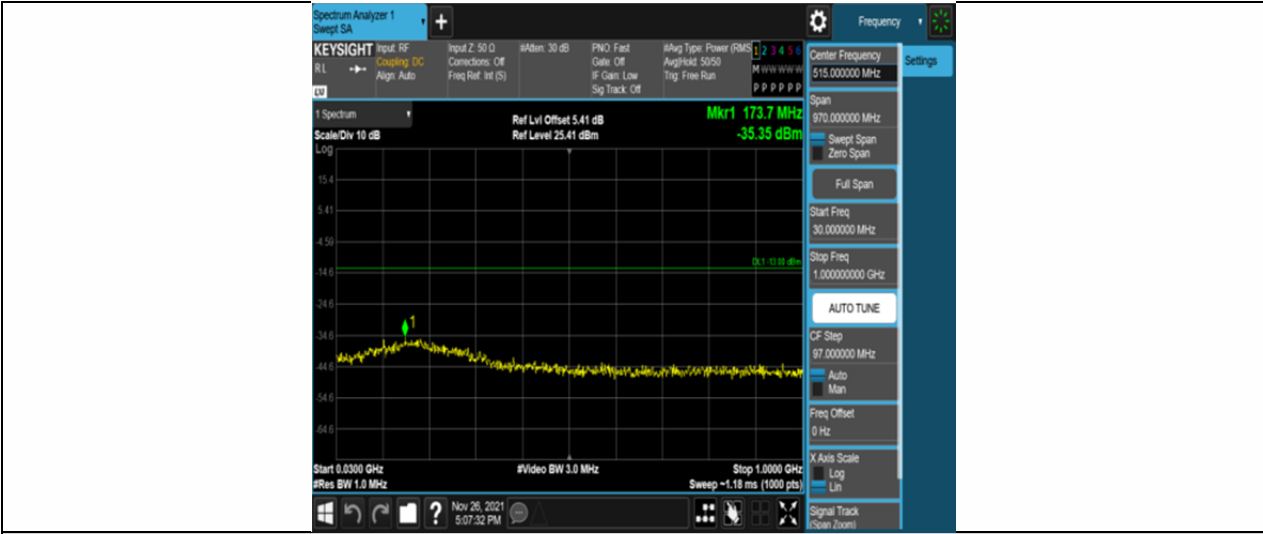 Spectrum Analyzer 1
Swept SA
+
Frequency
KEYSIGHT
Input: RF
Coupling: DC
Align: Auto
RL
LV
Input Z: 50 Ω
Corrections: Off
Freq Ref: Int (S)
#Atten: 30 dB
PNO: Fast
Gate: Off
IF Gain: Low
Sig Track: Off
#Avg Type: Power (RMS
Avg|Hold: 50/50
Trig: Free Run
1 2 3 4 5 6
M W W W W W
P P P P P P
1 Spectrum
Scale/Div 10 dB
Log
Ref Lvl Offset 5.41 dB
Ref Level 25.41 dBm
Mkr1 173.7 MHz
-35.35 dBm
15.4
5.41
-4.59
-14.6
-24.6
-34.6
-44.6
-54.6
-64.6
DL1 -13.00 dBm
1
Start 0.0300 GHz
#Res BW 1.0 MHz
#Video BW 3.0 MHz
Stop 1.0000 GHz
Sweep ~1.18 ms (1000 pts)
?
Nov 26, 2021
5:07:32 PM
Center Frequency
515.000000 MHz
Settings
Span
970.000000 MHz
Swept Span
Zero Span
Full Span
Start Freq
30.000000 MHz
Stop Freq
1.000000000 GHz
AUTO TUNE
CF Step
97.000000 MHz
Auto
Man
Freq Offset
0 Hz
X Axis Scale
Log
Lin
Signal Track
(Span Zoom)